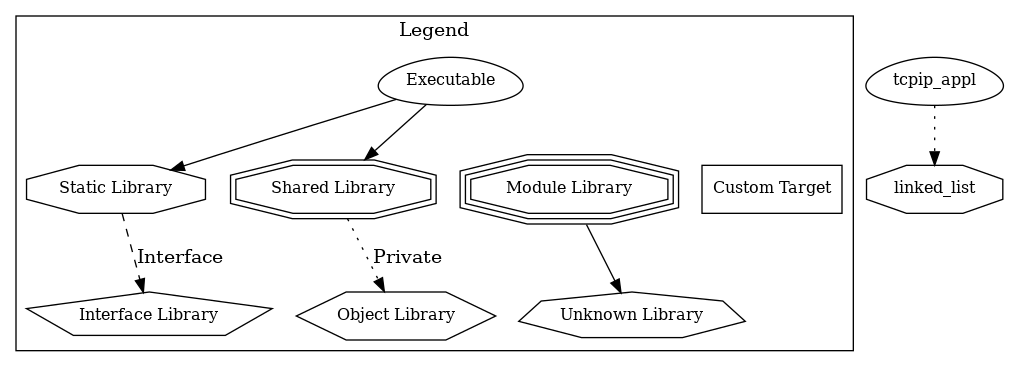 Legend
Executable
tcpip_appl
Static Library
Shared Library
Module Library
Custom Target
linked_list
Interface
Private
Interface Library
Object Library
Unknown Library